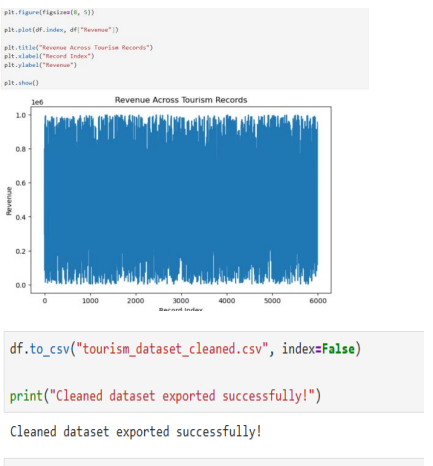 plt.figure(figsize=(8, 5))
plt.plot(df.index, df["Revenue"])
plt.title("Revenue Across Tourism Records")
plt.xlabel("Record Index")
plt.ylabel("Revenue")
plt.show()
1e6
Revenue Across Tourism Records
1.0
0.8
0.6
0.4
0.2
0.0
Revenue
0 1000 2000 3000 4000 5000 6000
Record Index
df.to_csv("tourism_dataset_cleaned.csv", index=False)
print("Cleaned dataset exported successfully!")
Cleaned dataset exported successfully!